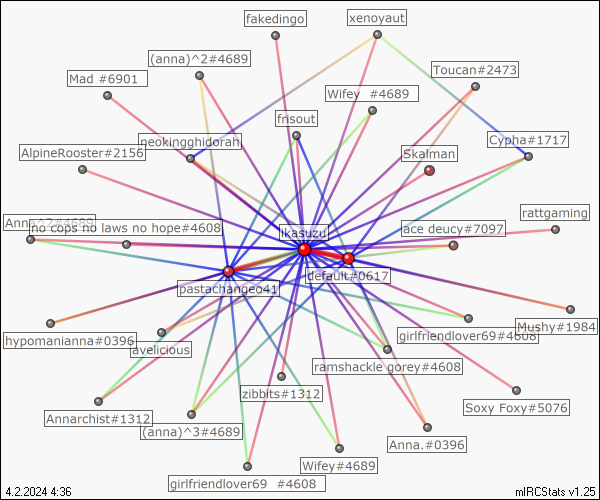 fakedingo
xenoyaut
(anna)^2#4689
Toucan#2473
Mad #6901
Wifey #4689
frisout
neokingghidorah
Cypha#1717
AlpineRooster#2156
Skalman
rattgaming
Anna^2#4689
no cops no laws no hope#4608
ikasuzu
ace deucy#7097
default#0617
pastachangeo41
Mushy#1984
girlfriendlover69#4608
hypomanianna#0396
avelicious
ramshackle gorey#4608
zibbits#1312
Soxy Foxy#5076
Annarchist#1312
(anna)^3#4689
Anna.#0396
Wifey#4689
girlfriendlover69 #4608
4.2.2024 4:36
mIRCStats v1.25